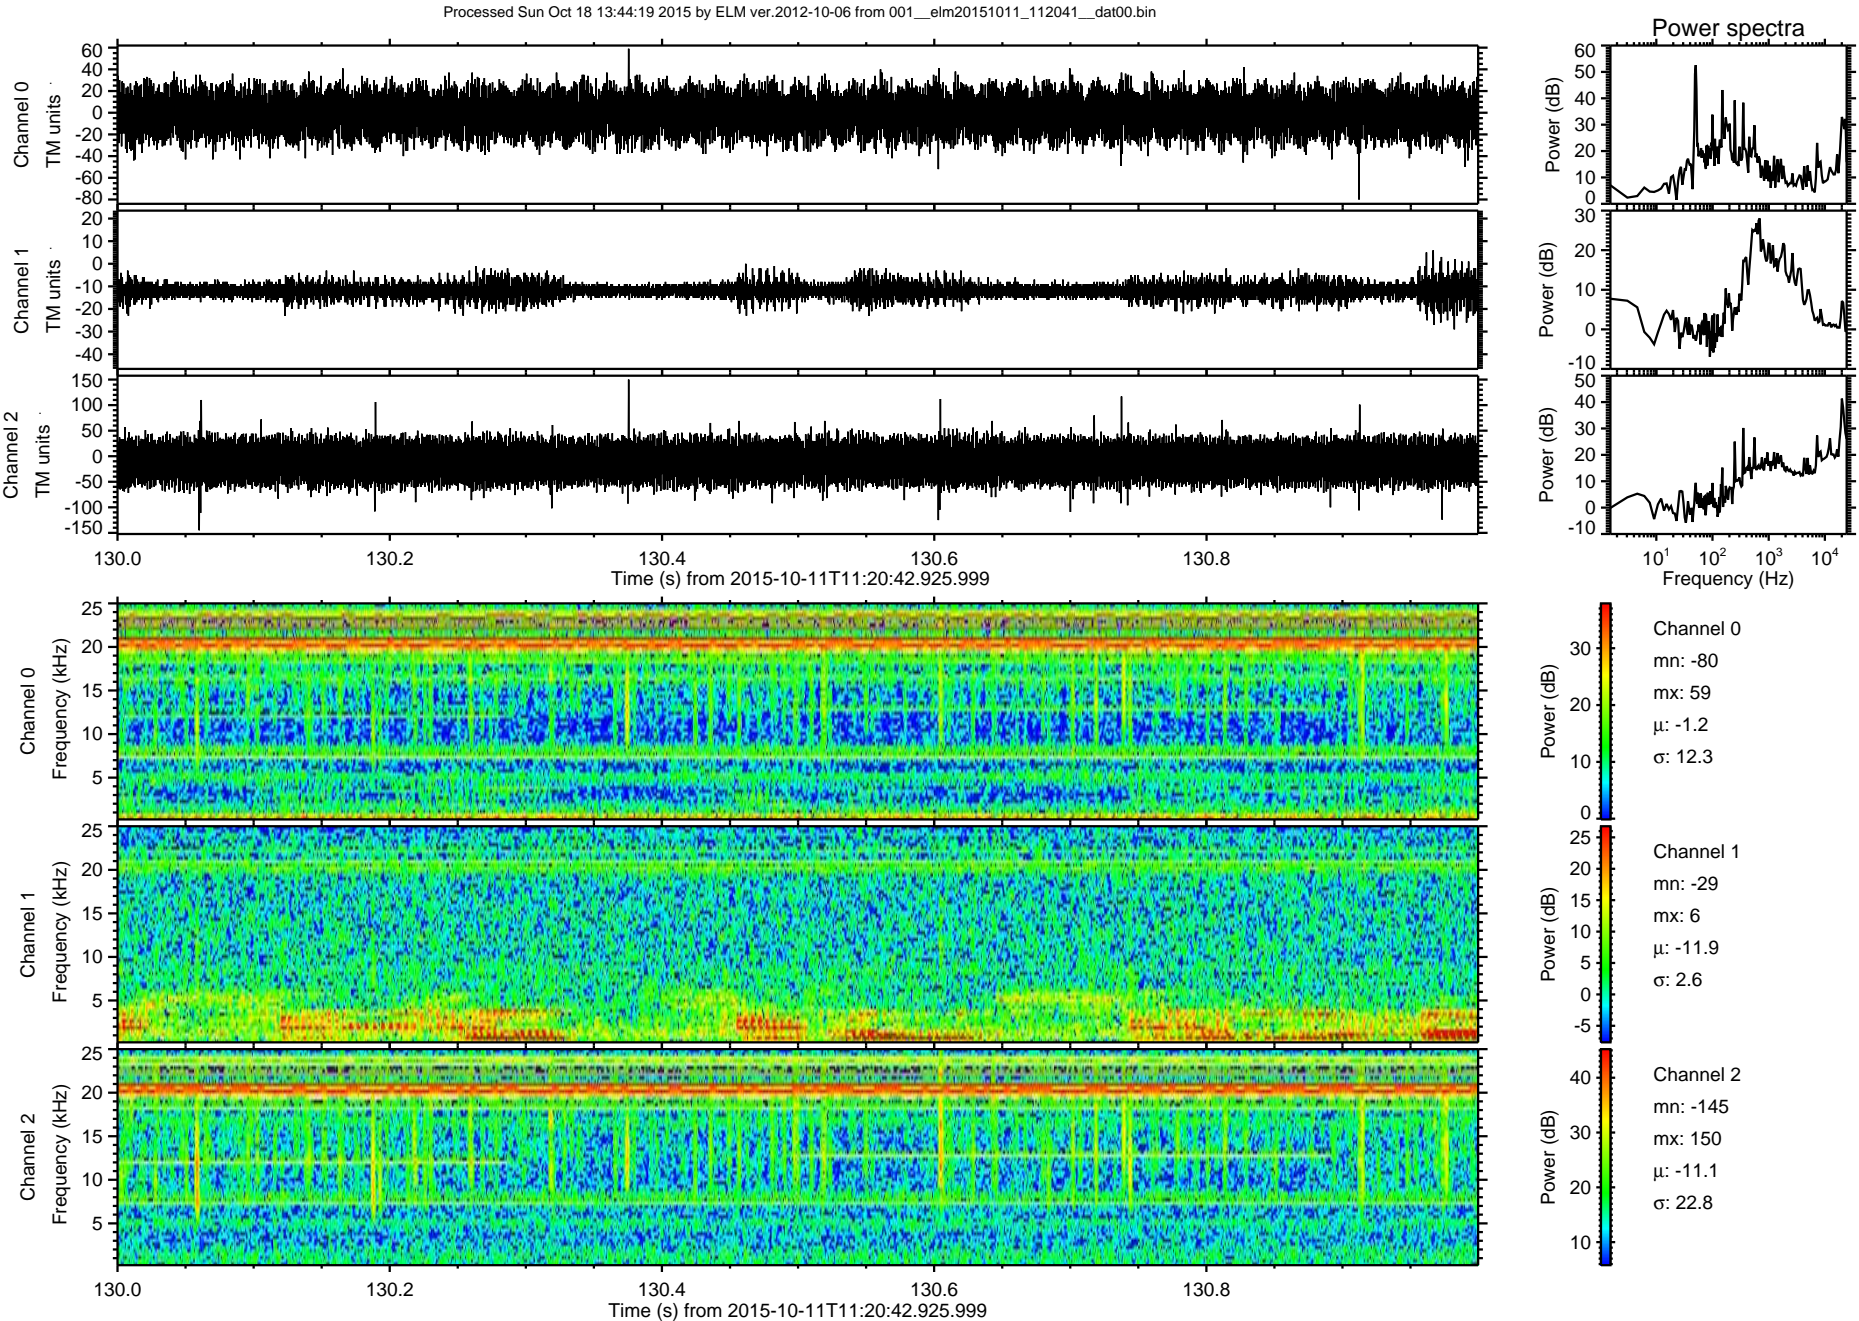 Processed Sun Oct 18 13:44:19 2015 by ELM ver.2012-10-06 from 001__elm20151011_112041__dat00.bin
Power spectra
Channel 0
TM units
60
40
20
0
-20
-40
-60
-80
Power (dB)
60
50
40
30
20
10
0
Channel 1
TM units
20
10
0
-10
-20
-30
-40
Power (dB)
30
20
10
0
-10
Channel 2
TM units
150
100
50
0
-50
-100
-150
Power (dB)
50
40
30
20
10
0
-10
130.0 130.2 130.4 130.6 130.8
Time (s) from 2015-10-11T11:20:42.925.999
10^1 10^2 10^3 10^4
Frequency (Hz)
Channel 0
Frequency (kHz)
25
20
15
10
5
Power (dB)
30
20
10
0
Channel 0
mn: -80
mx: 59
µ: -1.2
σ: 12.3
Channel 1
Frequency (kHz)
25
20
15
10
5
Power (dB)
25
20
15
10
5
0
-5
Channel 1
mn: -29
mx: 6
µ: -11.9
σ: 2.6
Channel 2
Frequency (kHz)
25
20
15
10
5
Power (dB)
40
30
20
10
Channel 2
mn: -145
mx: 150
µ: -11.1
σ: 22.8
130.0 130.2 130.4 130.6 130.8
Time (s) from 2015-10-11T11:20:42.925.999